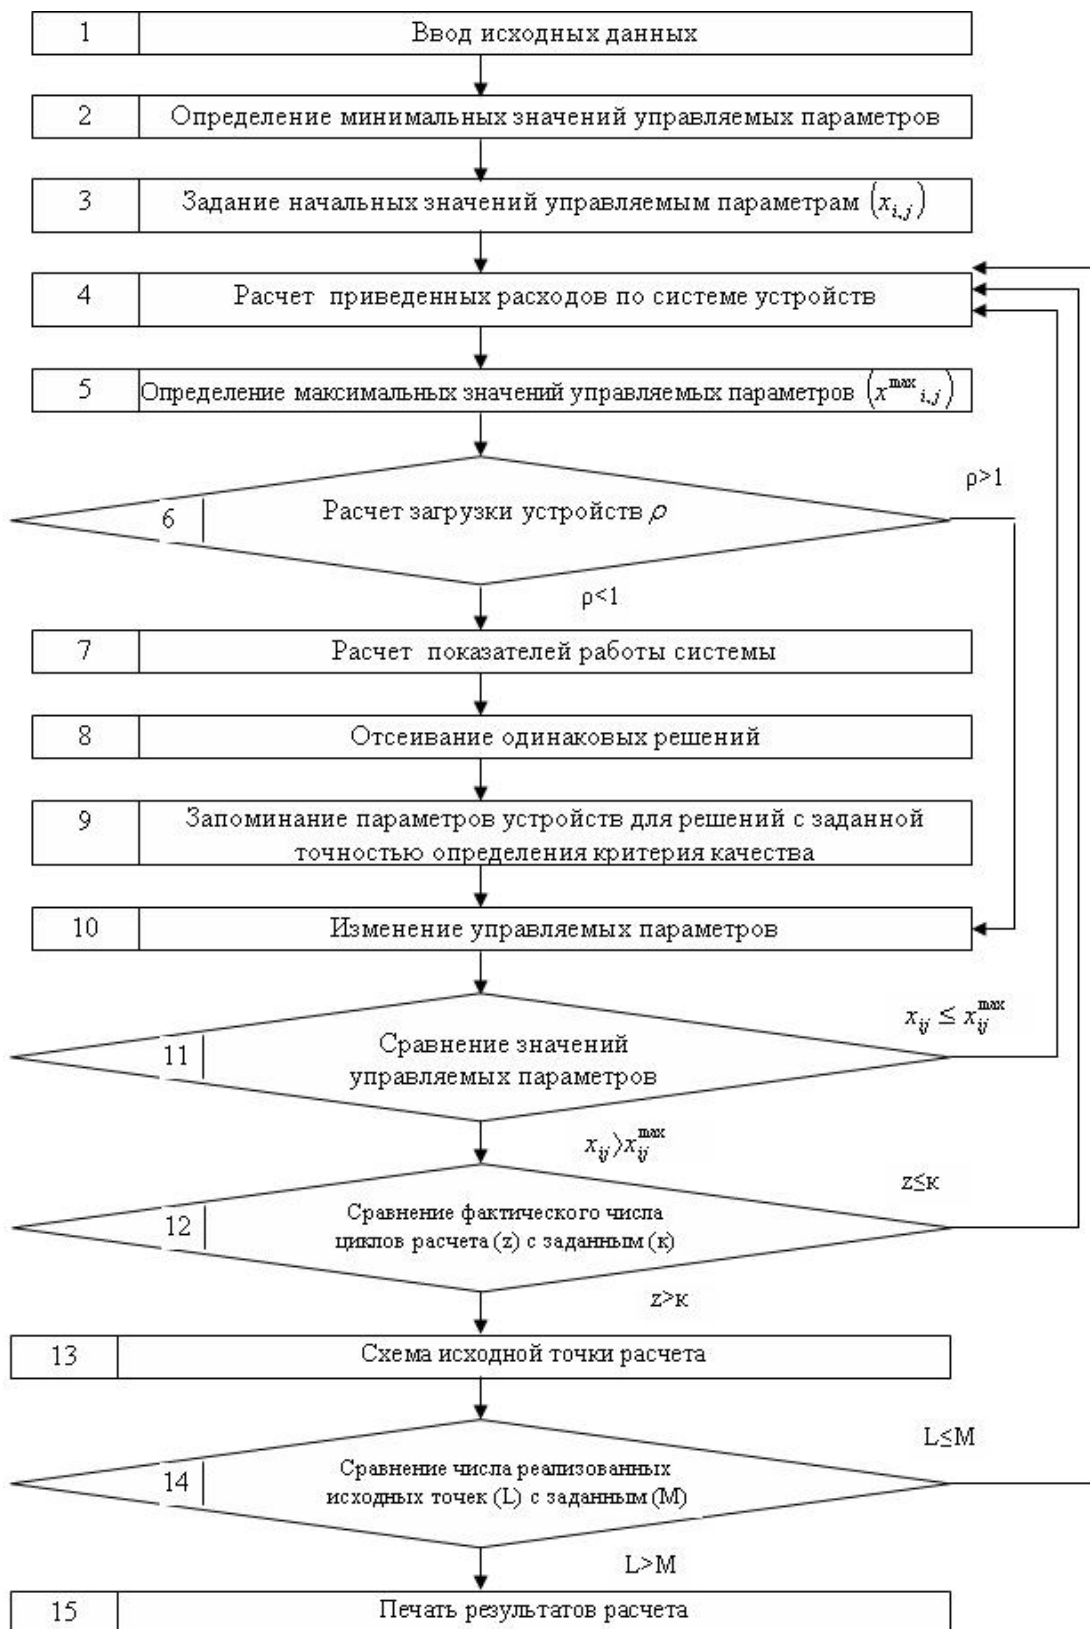 1 Ввод исходных данных
2 Определение минимальных значений управляемых параметров
3 Задание начальных значений управляемым параметрам (x_{i,j})
4 Расчет приведенных расходов по системе устройств
5 Определение максимальных значений управляемых параметров (x^{max}_{i,j})
ρ>1
6 Расчет загрузки устройств ρ
ρ<1
7 Расчет показателей работы системы
8 Отсеивание одинаковых решений
9 Запоминание параметров устройств для решений с заданной
точностью определения критерия качества
10 Изменение управляемых параметров
x_{ij} ≤ x_{ij}^{max}
11 Сравнение значений
управляемых параметров
x_{ij}⟩x_{ij}^{max}
z≤к
12 Сравнение фактического числа
циклов расчета (z) с заданным (к)
z>к
13 Схема исходной точки расчета
L≤M
14 Сравнение числа реализованных
исходных точек (L) с заданным (M)
L>M
15 Печать результатов расчета